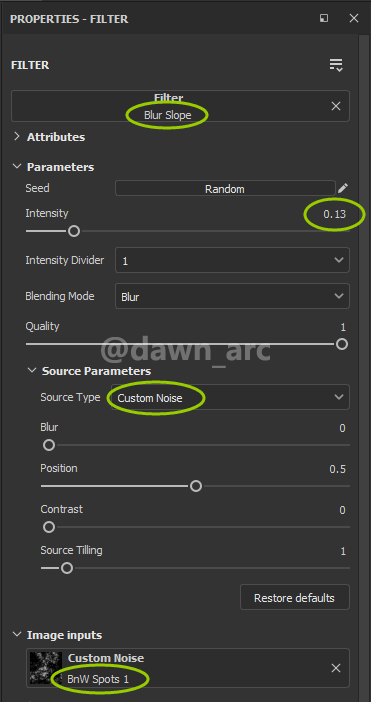 PROPERTIES - FILTER
FILTER
Filter
Blur Slope
Attributes
Parameters
Seed Random
Intensity 0.13
Intensity Divider 1
Blending Mode Blur
Quality 1
@dawn_arc
Source Parameters
Source Type Custom Noise
Blur 0
Position 0.5
Contrast 0
Source Tilling 1
Restore defaults
Image inputs
Custom Noise
BnW Spots 1